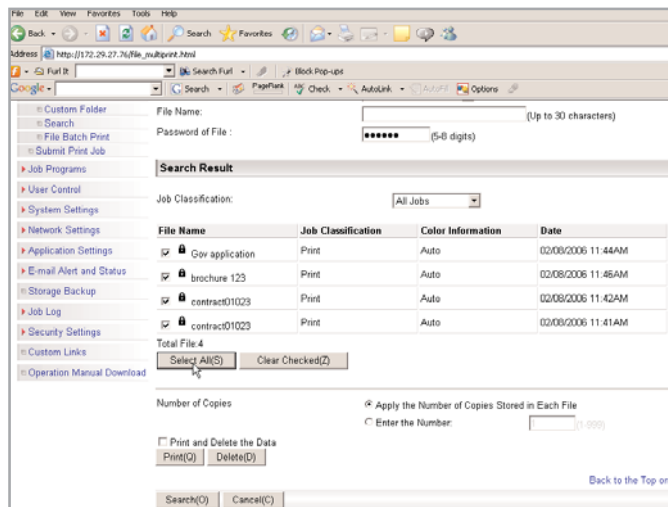 File Edit View Favorites Tools Help
Back Search Favorites
Address http://172.29.27.76/file_multiprint.html
Furl It Search Furl Block Pop-ups
Google Search PageRank Check AutoLink AutoFill Options
Custom Folder
File Name: (Up to 30 characters)
Search
File Batch Print
Password of File : •••••• (5-8 digits)
Submit Print Job
Job Programs
Search Result
User Control
Job Classification: All Jobs
System Settings
Network Settings
File Name Job Classification Color Information Date
Application Settings
Gov application Print Auto 02/08/2006 11:44AM
E-mail Alert and Status
brochure 123 Print Auto 02/08/2006 11:46AM
Storage Backup
contract01023 Print Auto 02/08/2006 11:42AM
Job Log
Security Settings
contract01023 Print Auto 02/08/2006 11:41AM
Custom Links
Total File:4
Select All(S) Clear Checked(Z)
Operation Manual Download
Number of Copies Apply the Number of Copies Stored in Each File
Enter the Number: 1 (1-999)
Print and Delete the Data
Print(Q) Delete(D)
Back to the Top on
Search(O) Cancel(C)